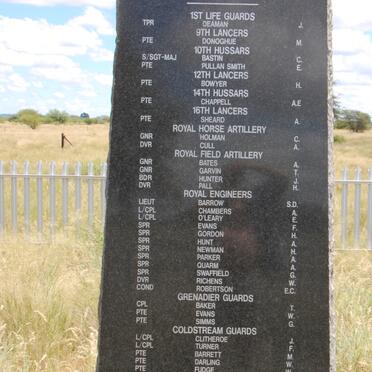 1ST LIFE GUARDS
TPR DEAMAN J.
9TH LANCERS
PTE DONOGHUE M.
10TH HUSSARS
S/SGT-MAJ BASTIN C.
PTE PULLAN SMITH E.
12TH LANCERS
PTE BOWYER H.
14TH HUSSARS
PTE CHAPPELL A.E
16TH LANCERS
PTE SHEARD A.
ROYAL HORSE ARTILLERY
GNR HOLMAN C.
DVR CULL A.
ROYAL FIELD ARTILLERY
GNR BATES A.
GNR GARVIN T.
BDR HUNTER J.
DVR PALL H.
ROYAL ENGINEERS
LIEUT BARROW S.D.
L/CPL CHAMBERS A.
L/CPL O'LEARY E.
SPR EVANS F.
SPR GORDON H.
SPR HUNT A.
SPR NEWMAN H.
SPR PARKER A.
SPR QUARM A.
SPR SWAFFIELD G.
DVR RICHENS W.
COND ROBERTSON E.C.
GRENADIER GUARDS
CPL BAKER T.
PTE EVANS W.
PTE SIMMS G.
COLDSTREAM GUARDS
L/CPL CLITHEROE J.
L/CPL TURNER F.
PTE BARRETT M.
PTE DARLING W.
PTE FUDGE